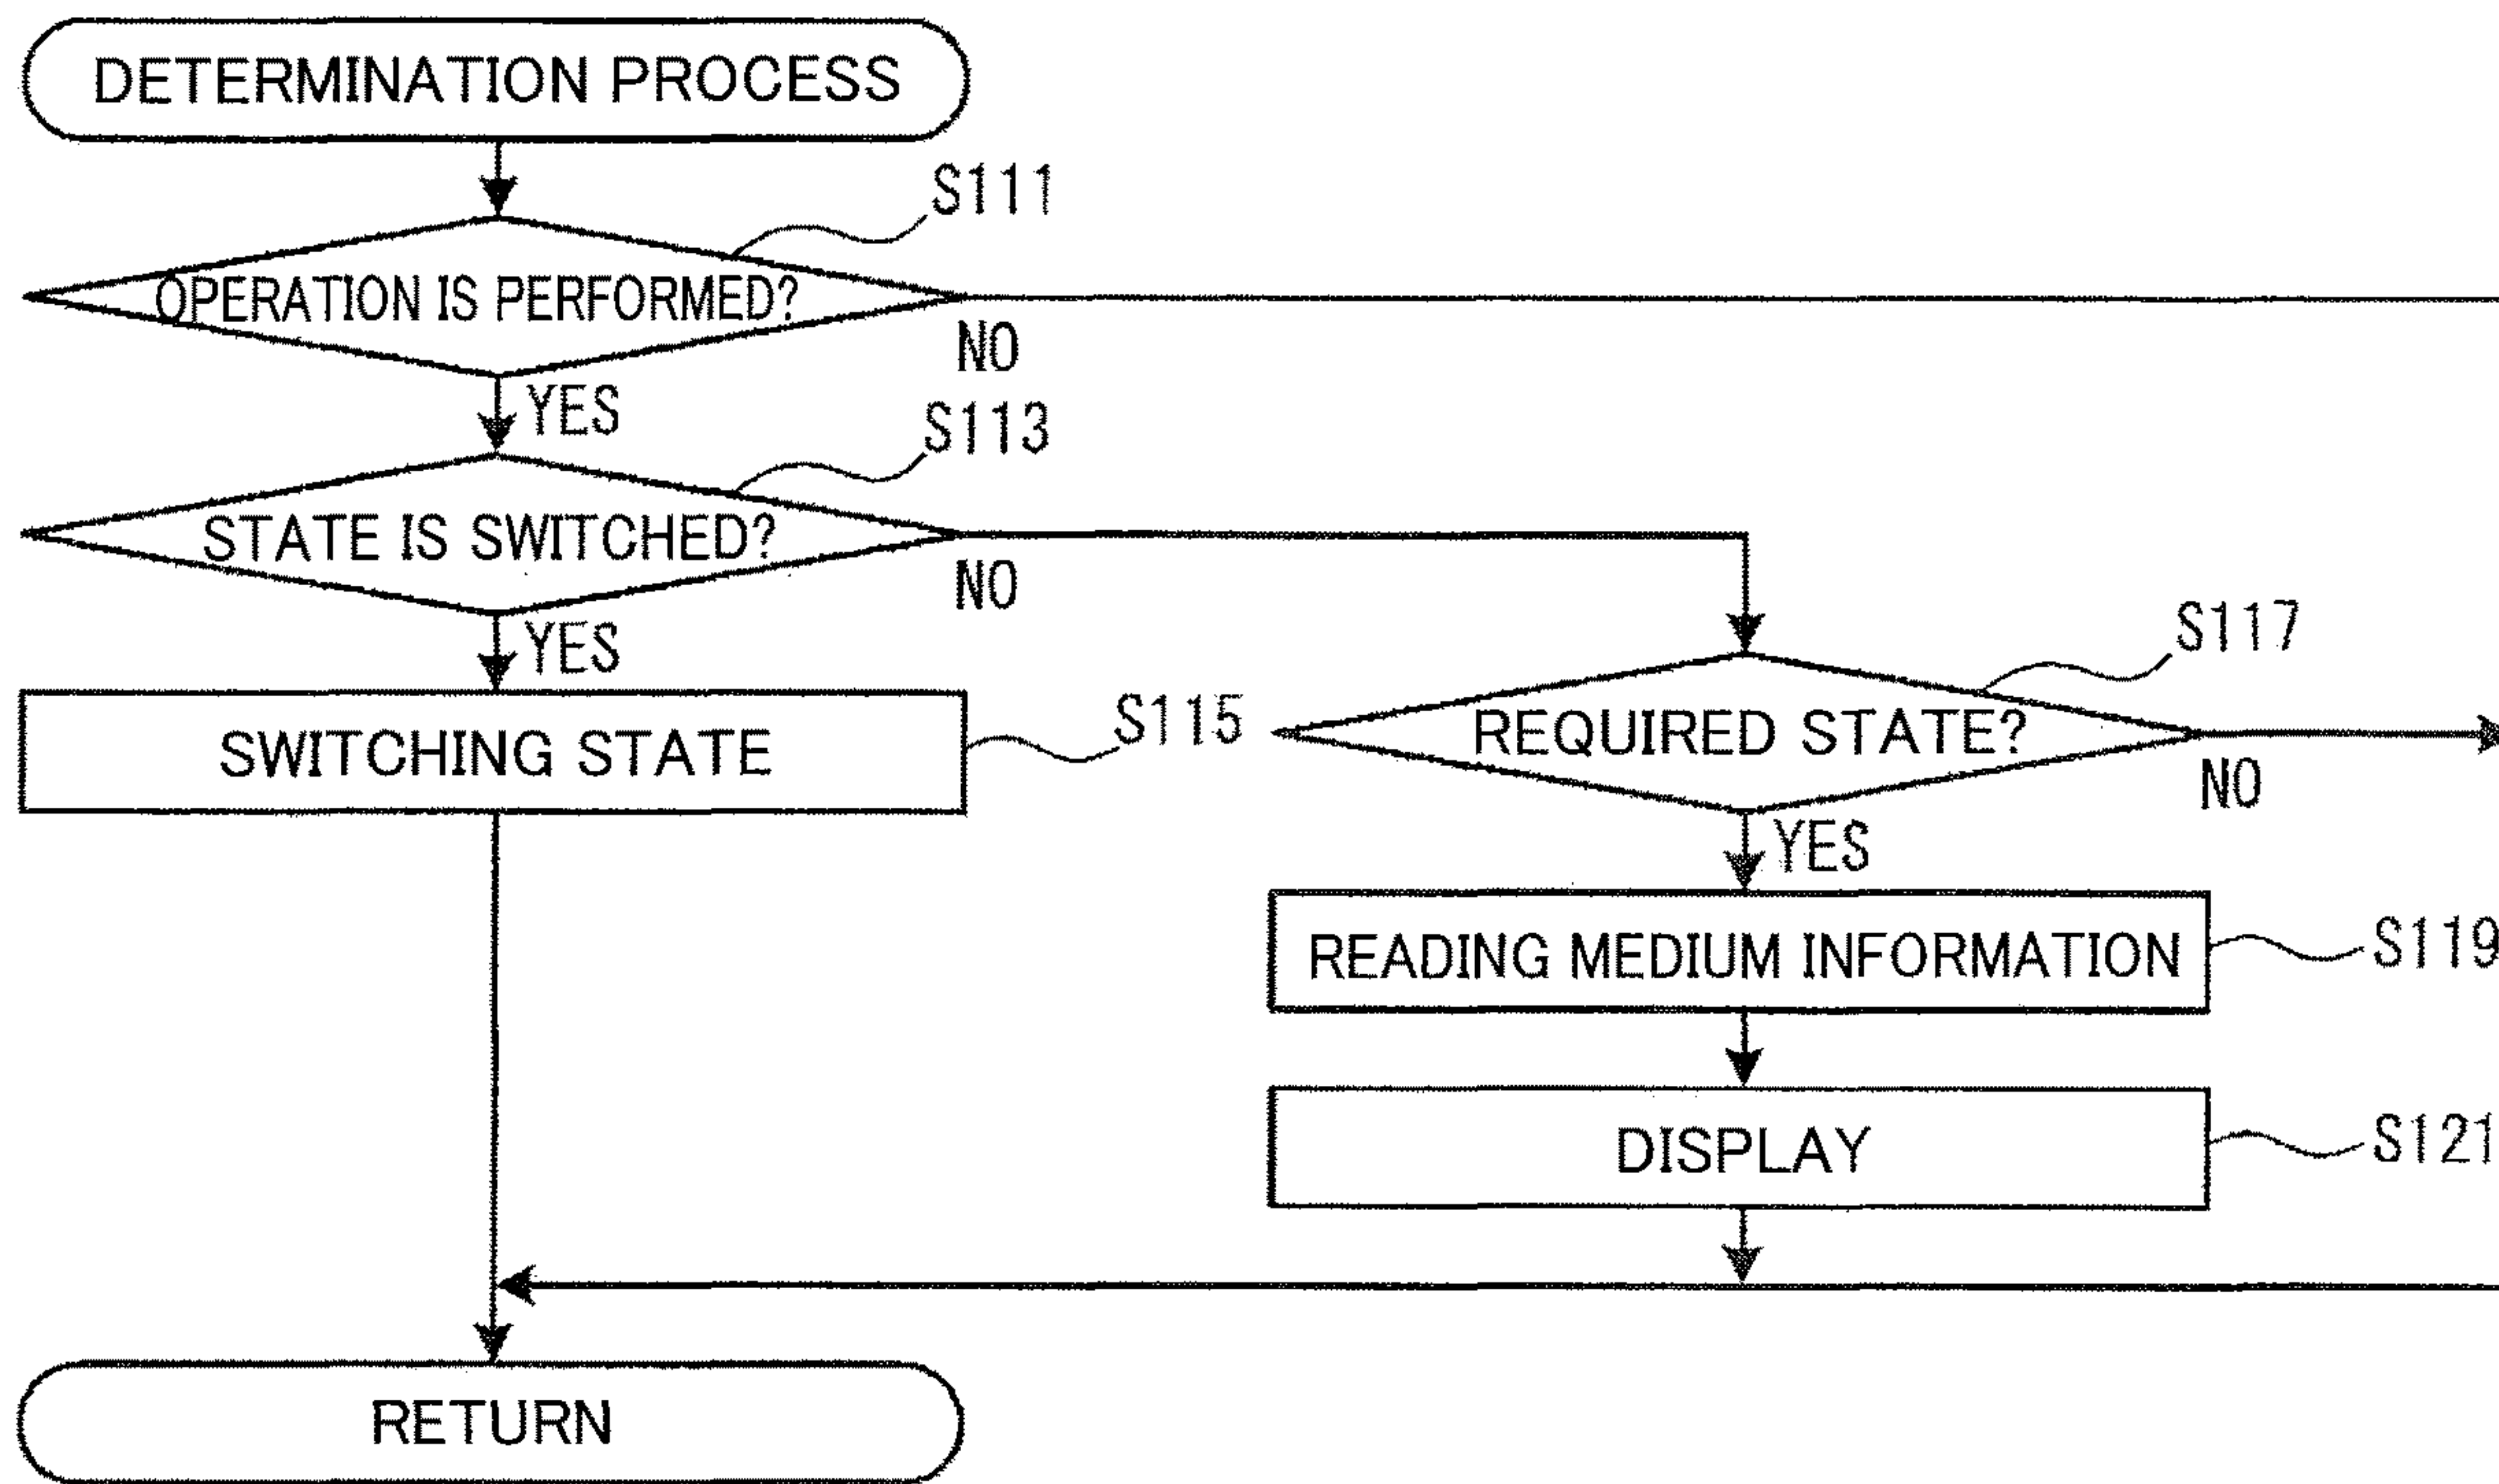 DETERMINATION PROCESS
S111
OPERATION IS PERFORMED?
NO
YES
S113
STATE IS SWITCHED?
NO
YES
S117
SWITCHING STATE
S115
REQUIRED STATE?
NO
YES
READING MEDIUM INFORMATION
S119
DISPLAY
S121
RETURN